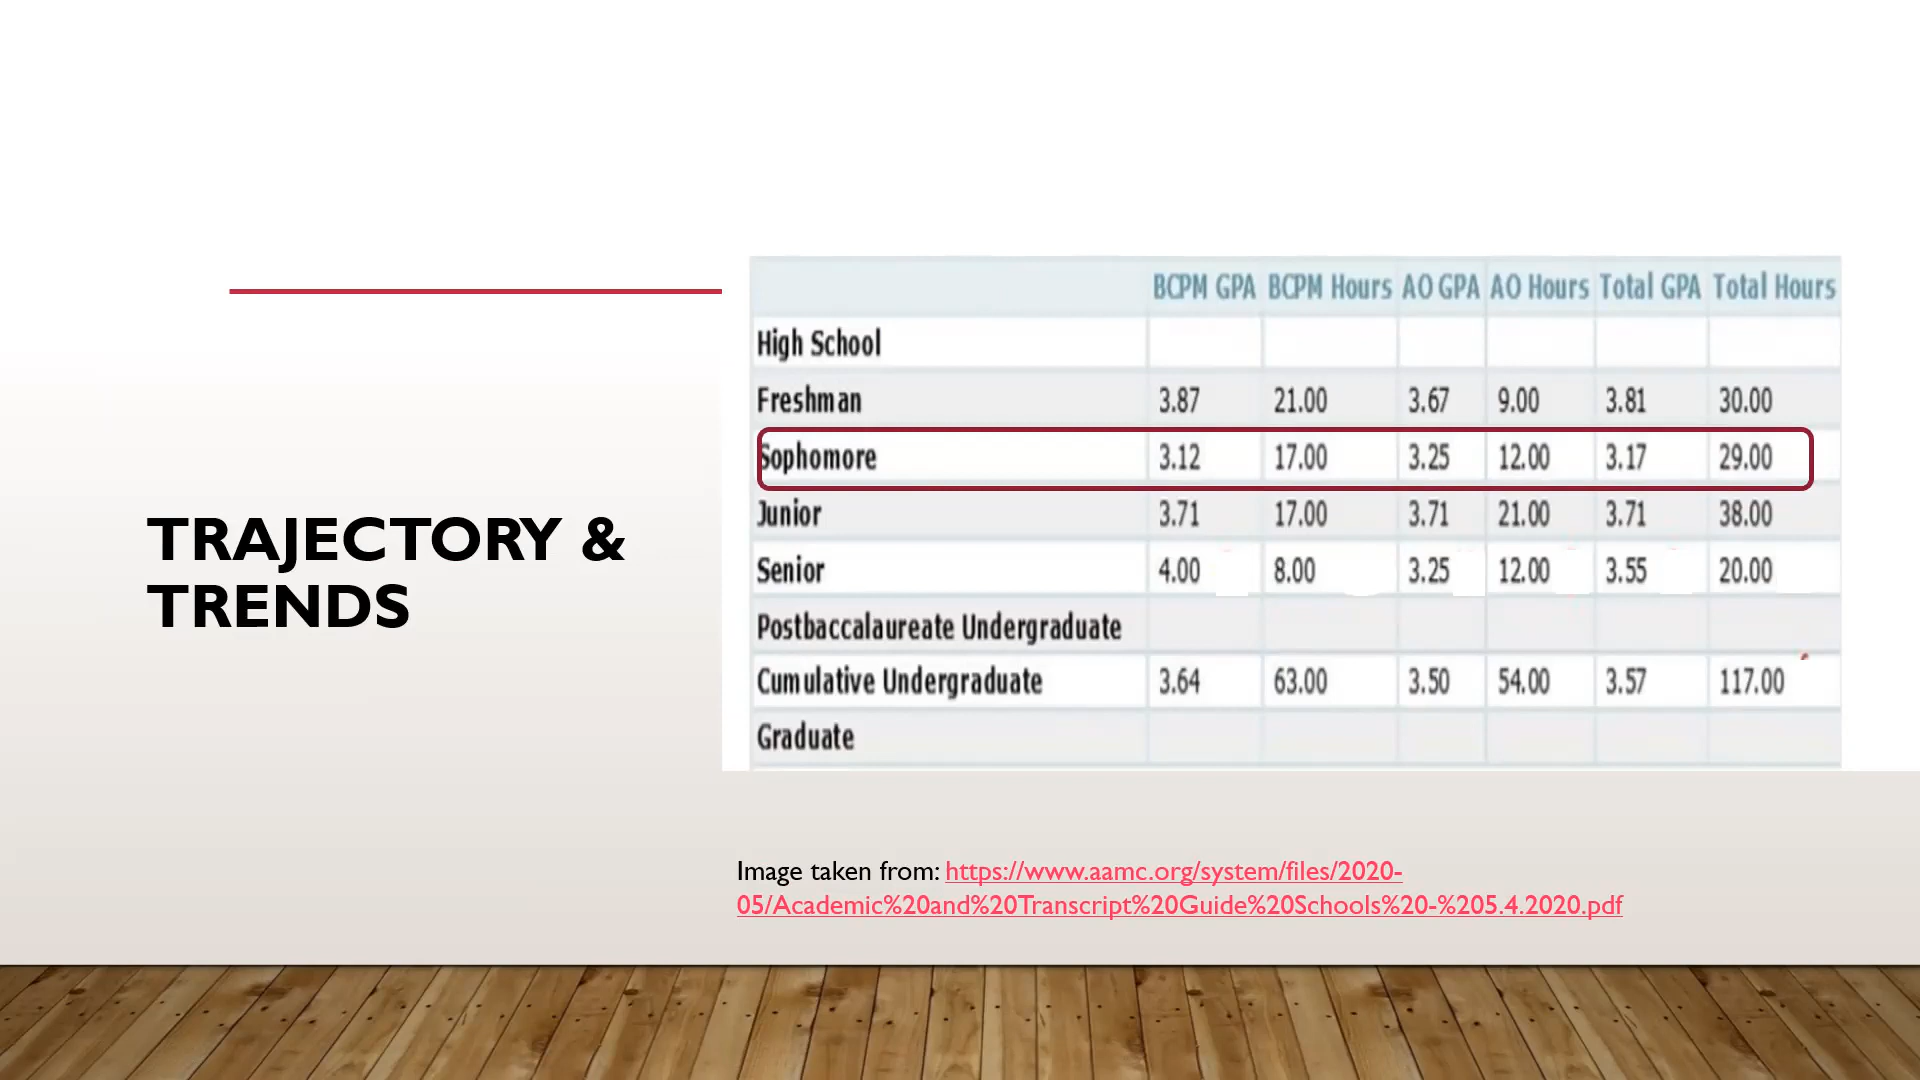 TRAJECTORY &
TRENDS
BCPM GPA BCPM Hours AO GPA AO Hours Total GPA Total Hours
High School
Freshman 3.87 21.00 3.67 9.00 3.81 30.00
Sophomore 3.12 17.00 3.25 12.00 3.17 29.00
Junior 3.71 17.00 3.71 21.00 3.71 38.00
Senior 4.00 8.00 3.25 12.00 3.55 20.00
Postbaccalaureate Undergraduate
Cumulative Undergraduate 3.64 63.00 3.50 54.00 3.57 117.00
Graduate
Image taken from: https://www.aamc.org/system/files/2020-
05/Academic%20and%20Transcript%20Guide%20Schools%20-%205.4.2020.pdf